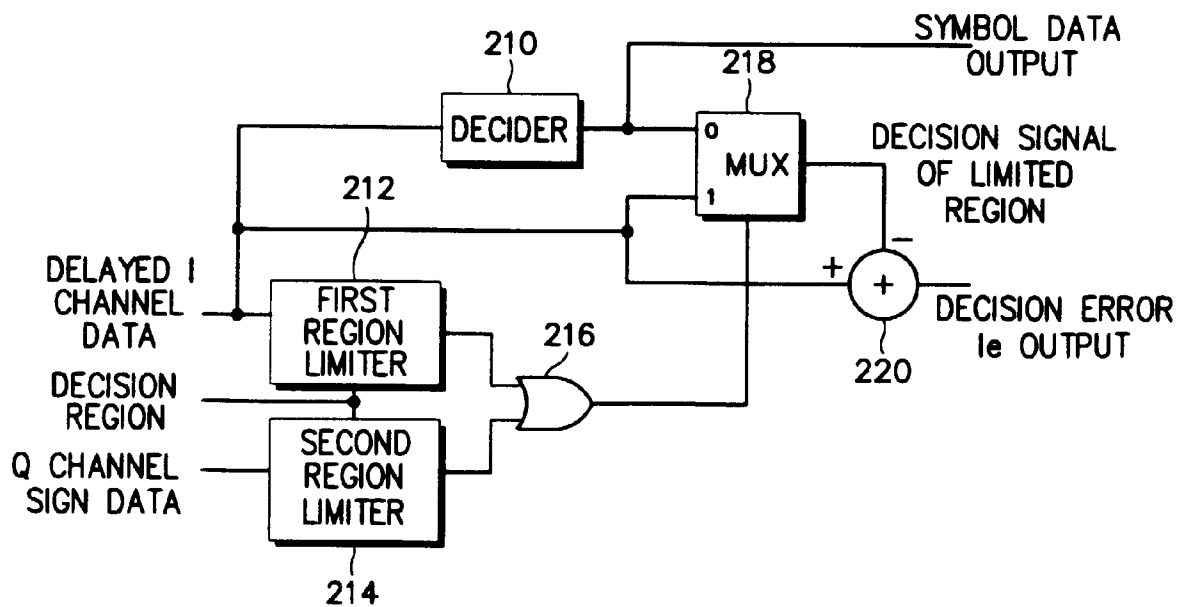 210
DECIDER
SYMBOL DATA
OUTPUT
218
0
MUX
1
DECISION SIGNAL
OF LIMITED
REGION
212
DELAYED I
CHANNEL
DATA
FIRST
REGION
LIMITER
216
+
−
+
DECISION ERROR
Ie OUTPUT
220
DECISION
REGION
Q CHANNEL
SIGN DATA
SECOND
REGION
LIMITER
214